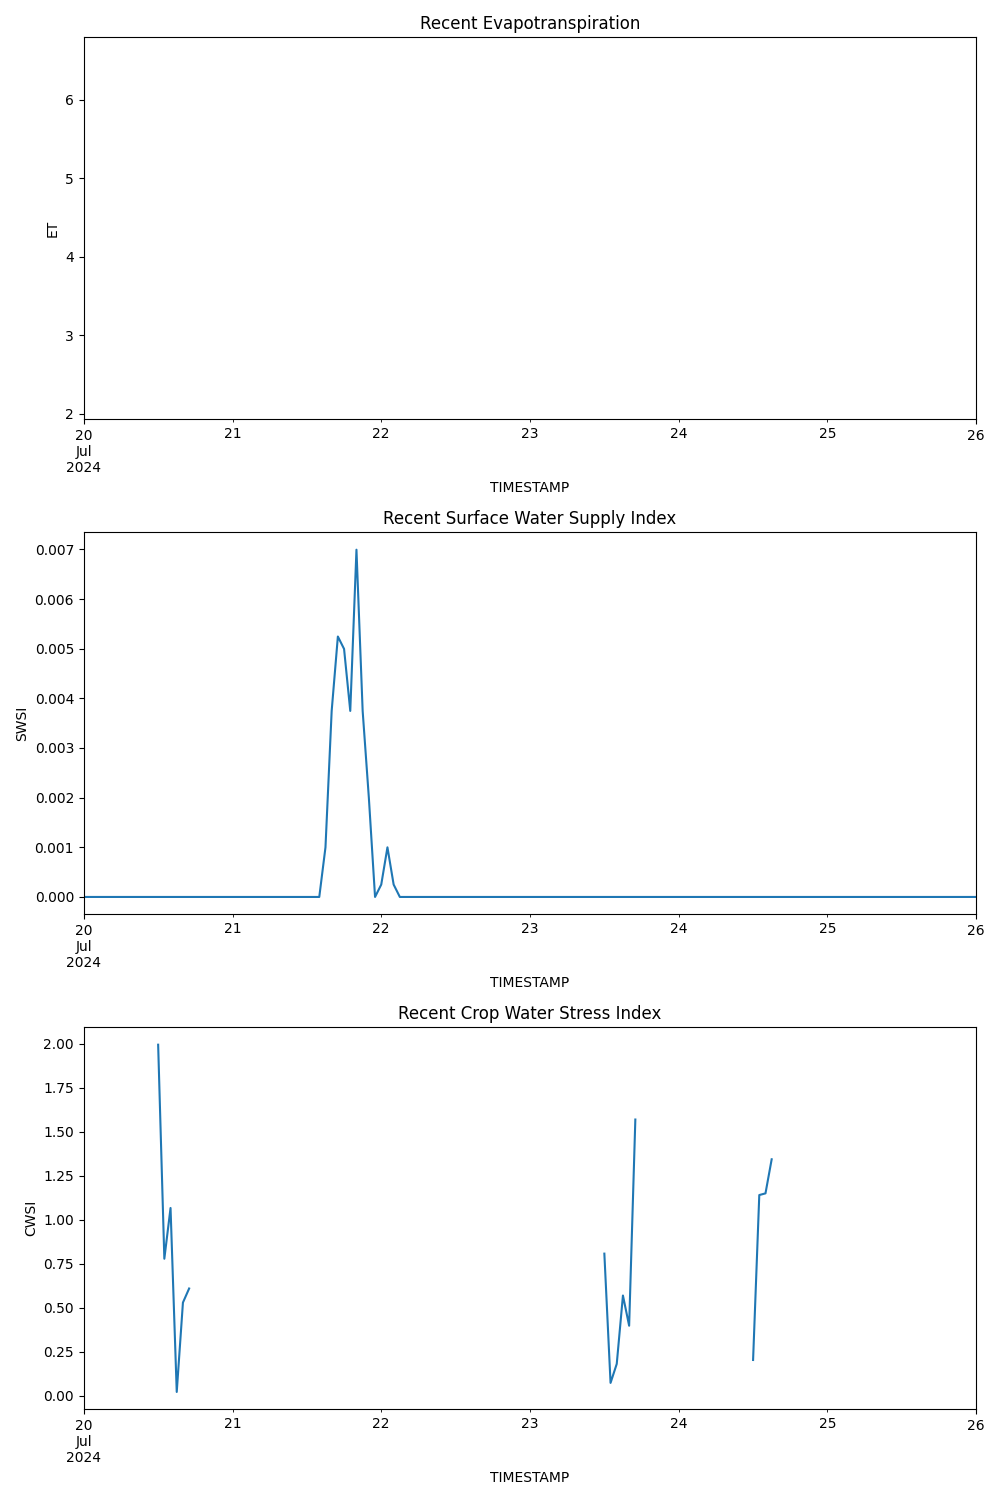 Recent Evapotranspiration
6
5
4
3
2
ET
20 21 22 23 24 25 26
Jul
2024
TIMESTAMP
Recent Surface Water Supply Index
0.007
0.006
0.005
0.004
0.003
0.002
0.001
0.000
SWSI
20 21 22 23 24 25 26
Jul
2024
TIMESTAMP
Recent Crop Water Stress Index
2.00
1.75
1.50
1.25
1.00
0.75
0.50
0.25
0.00
CWSI
20 21 22 23 24 25 26
Jul
2024
TIMESTAMP